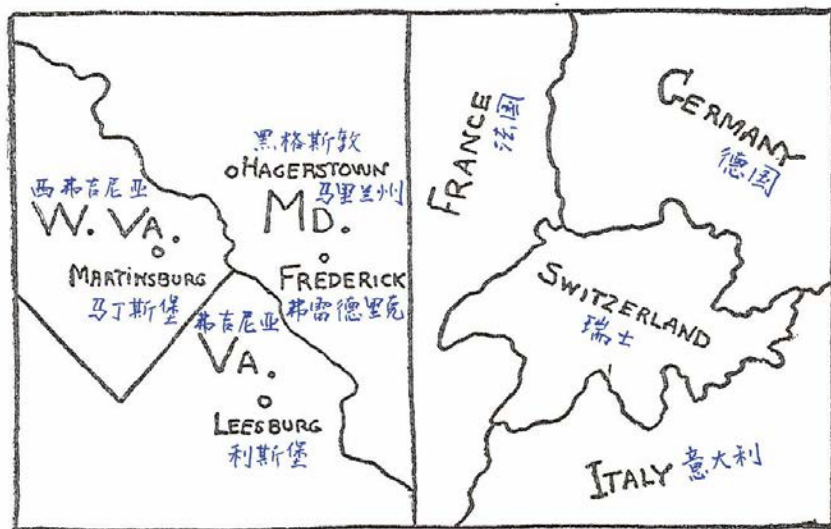 黑格斯敦
HAGERSTOWN
西弗吉尼亚
W. VA.
马里兰州
MD.
MARTINSBURG
马丁斯堡
FREDERICK
弗雷德里克
弗吉尼亚
VA.
LEESBURG
利斯堡
FRANCE
法国
GERMANY
德国
SWITZERLAND
瑞士
ITALY 意大利